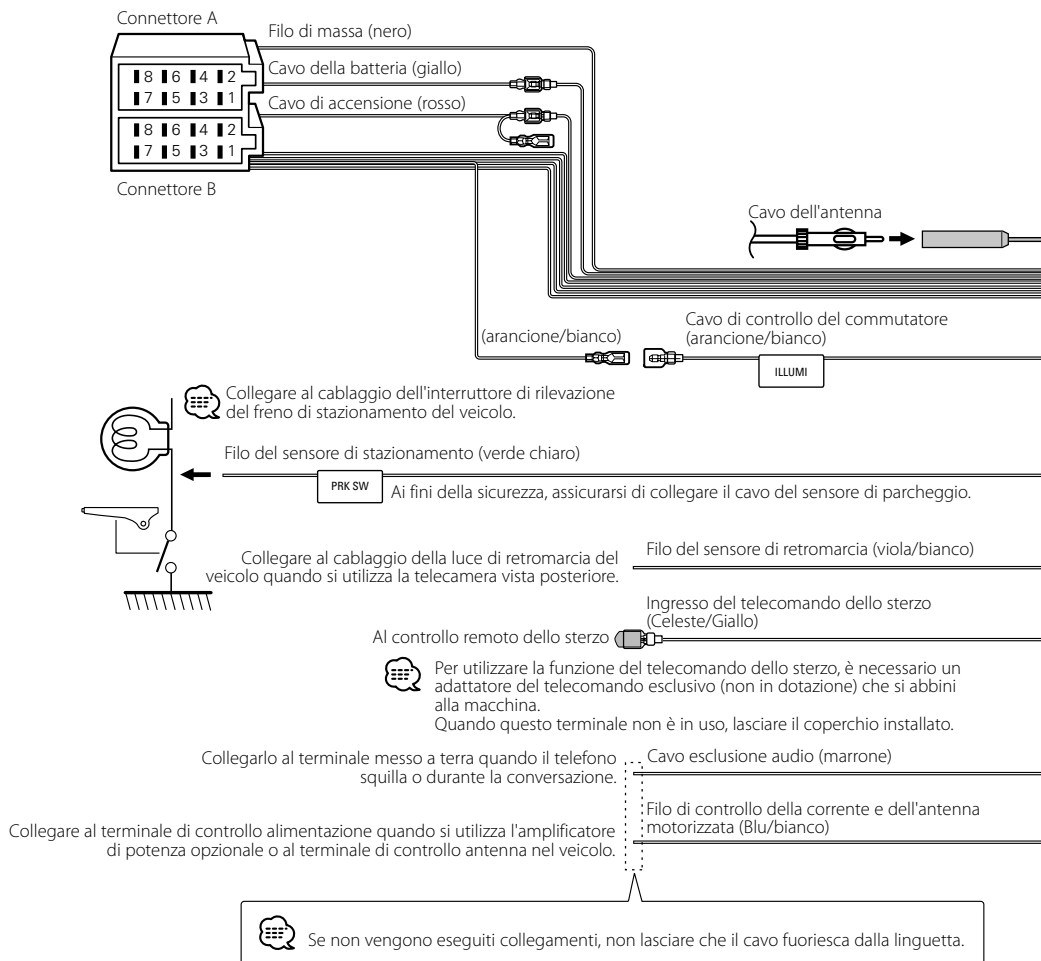 Connettore A
Filo di massa (nero)
Cavo della batteria (giallo)
8 6 4 2
7 5 3 1
Cavo di accensione (rosso)
8 6 4 2
7 5 3 1
Connettore B
Cavo dell'antenna
(arancione/bianco)
Cavo di controllo del commutatore
(arancione/bianco)
ILLUMI
Collegare al cablaggio dell'interruttore di rilevazione
del freno di stazionamento del veicolo.
Filo del sensore di stazionamento (verde chiaro)
PRK SW
Ai fini della sicurezza, assicurarsi di collegare il cavo del sensore di parcheggio.
Collegare al cablaggio della luce di retromarcia del
veicolo quando si utilizza la telecamera vista posteriore.
Filo del sensore di retromarcia (viola/bianco)
Ingresso del telecomando dello sterzo
(Celeste/Giallo)
Al controllo remoto dello sterzo
Per utilizzare la funzione del telecomando dello sterzo, è necessario un
adattatore del telecomando esclusivo (non in dotazione) che si abbini
alla macchina.
Quando questo terminale non è in uso, lasciare il coperchio installato.
Collegarlo al terminale messo a terra quando il telefono
squilla o durante la conversazione.
Cavo esclusione audio (marrone)
Filo di controllo della corrente e dell'antenna
motorizzata (Blu/bianco)
Collegare al terminale di controllo alimentazione quando si utilizza l'amplificatore
di potenza opzionale o al terminale di controllo antenna nel veicolo.
Se non vengono eseguiti collegamenti, non lasciare che il cavo fuoriesca dalla linguetta.